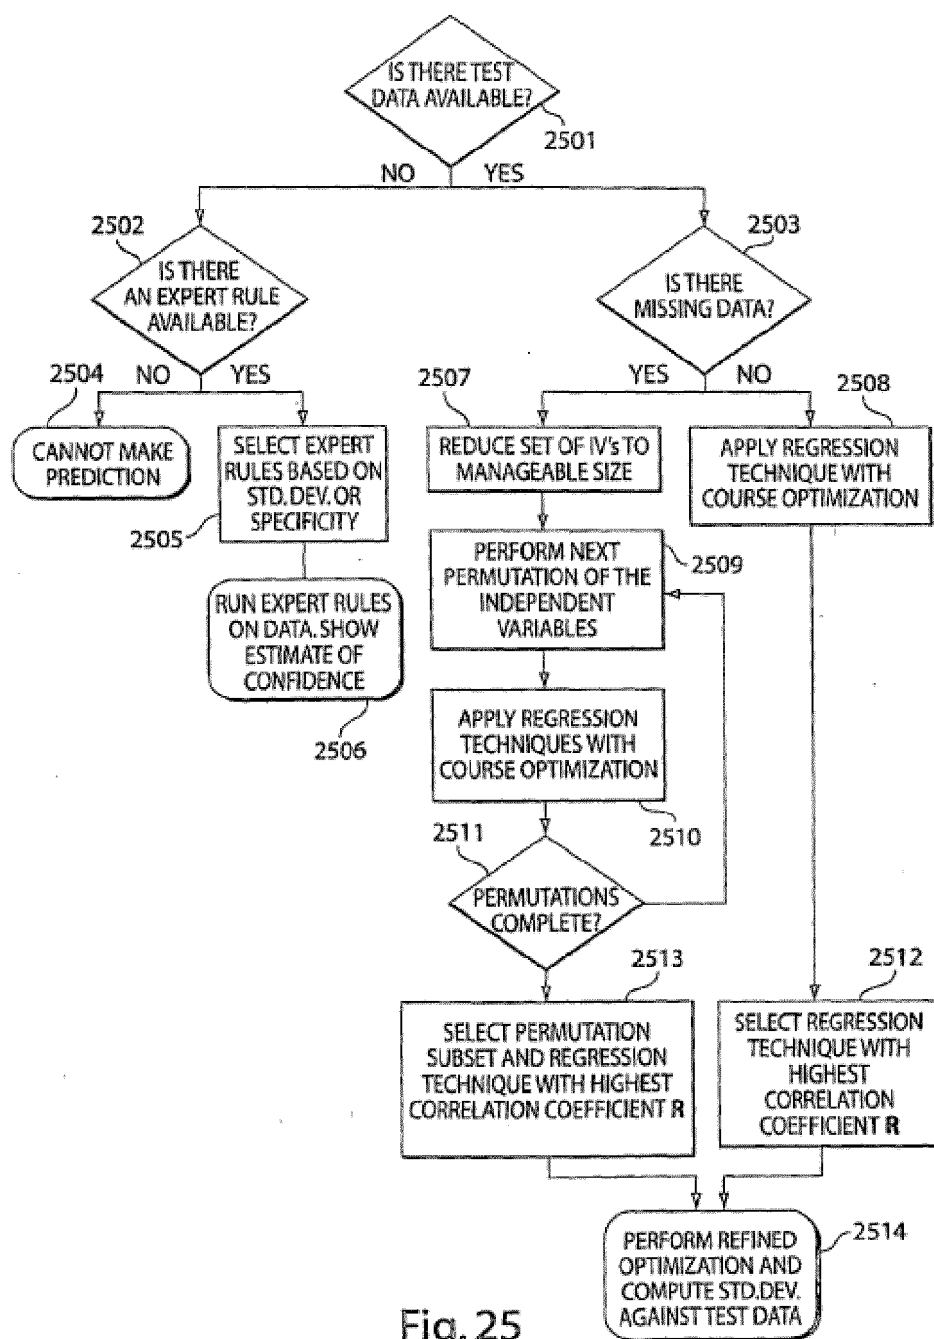 IS THERE TEST
DATA AVAILABLE?
2501
NO YES
2502
IS THERE
AN EXPERT RULE
AVAILABLE?
2503
IS THERE
MISSING DATA?
NO YES
YES NO
2504
CANNOT MAKE
PREDICTION
SELECT EXPERT
RULES BASED ON
STD. DEV. OR
SPECIFICITY
2505
RUN EXPERT RULES
ON DATA. SHOW
ESTIMATE OF
CONFIDENCE
2506
2507
REDUCE SET OF IV's TO
MANAGEABLE SIZE
2508
APPLY REGRESSION
TECHNIQUE WITH
COURSE OPTIMIZATION
PERFORM NEXT
PERMUTATION OF THE
INDEPENDENT
VARIABLES
2509
APPLY REGRESSION
TECHNIQUES WITH
COURSE OPTIMIZATION
2510
2511
PERMUTATIONS
COMPLETE?
2513
SELECT PERMUTATION
SUBSET AND REGRESSION
TECHNIQUE WITH HIGHEST
CORRELATION COEFFICIENT R
2512
SELECT REGRESSION
TECHNIQUE WITH
HIGHEST
CORRELATION
COEFFICIENT R
PERFORM REFINED
OPTIMIZATION AND
COMPUTE STD.DEV.
AGAINST TEST DATA
2514
Fig. 25